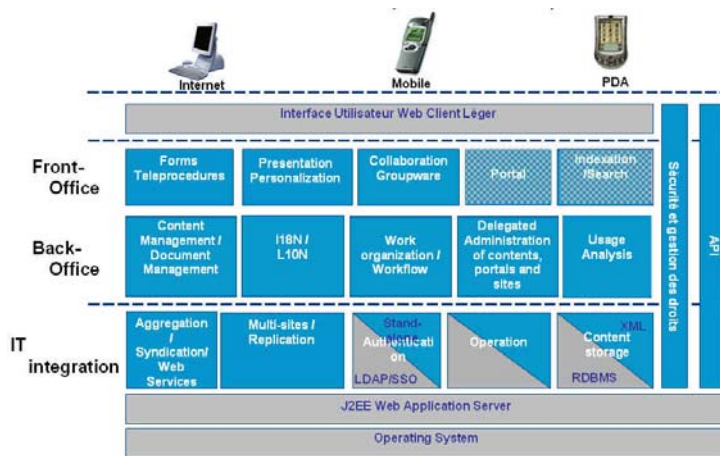 Internet
Mobile
PDA
Interface Utilisateur Web Client Léger
Front-
Office
Forms
Teleprocedures
Presentation
Personalization
Collaboration
Groupware
Portal
Indexation
/Search
Back-
Office
Content
Management /
Document
Management
I18N /
L10N
Work
organization /
Workflow
Delegated
Administration
of contents,
portals and
sites
Usage
Analysis
IT
integration
Aggregation
/
Syndication/
Web
Services
Multi-sites /
Replication
Stand-
alone
Authenticati
on
LDAP/SSO
Operation
XML
Content
storage
RDBMS
Sécurité et gestion des droits
API
J2EE Web Application Server
Operating System